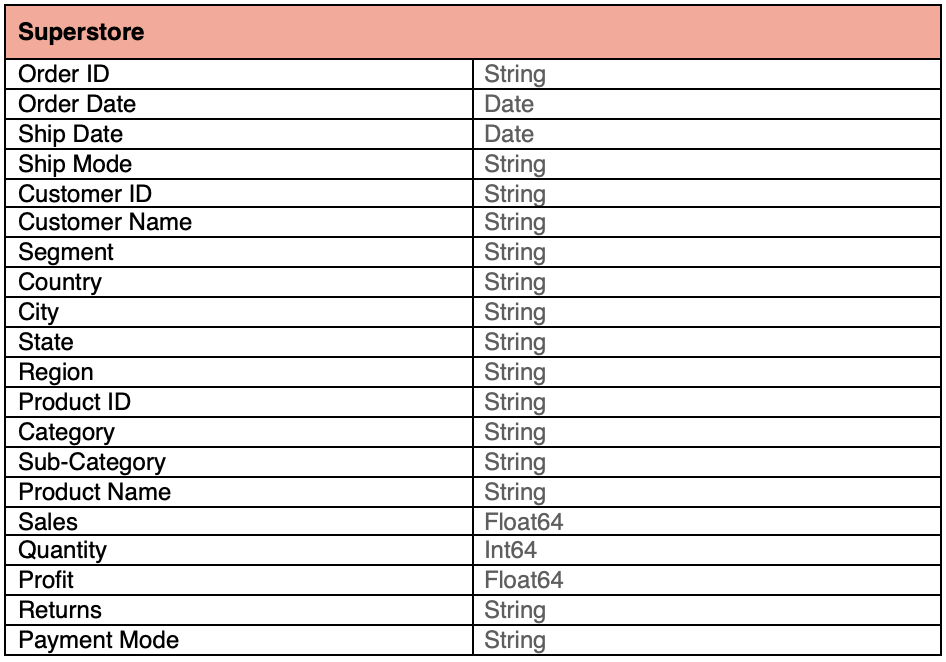 Superstore
Order ID String
Order Date Date
Ship Date Date
Ship Mode String
Customer ID String
Customer Name String
Segment String
Country String
City String
State String
Region String
Product ID String
Category String
Sub-Category String
Product Name String
Sales Float64
Quantity Int64
Profit Float64
Returns String
Payment Mode String